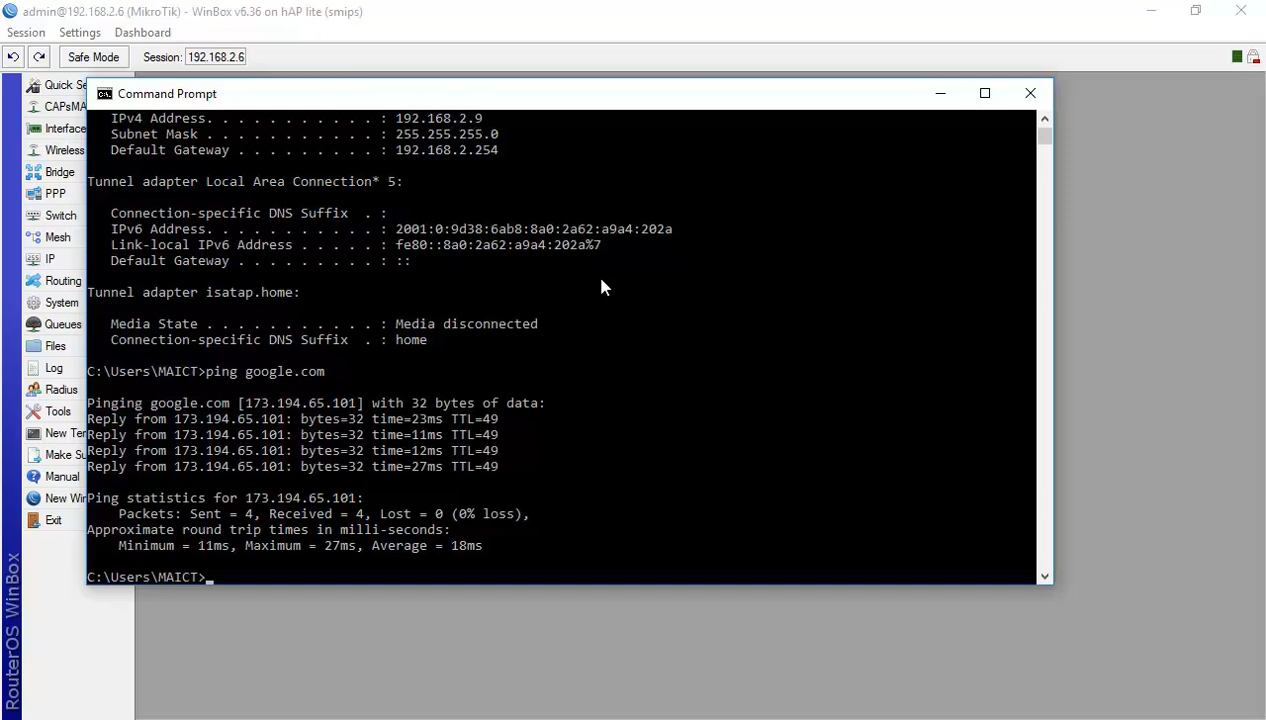 admin@192.168.2.6 (MikroTik) - WinBox v6.36 on hAP lite (smips)
Session Settings Dashboard
Safe Mode Session: 192.168.2.6
Quick Se
CAPsMA
Interface
Wireless
Bridge
PPP
Switch
Mesh
IP
Routing
System
Queues
Files
Log
Radius
Tools
New Ter
Make Su
Manual
New Win
Exit
RouterOS WinBox
Command Prompt
IPv4 Address. . . . . . . . . . . : 192.168.2.9
Subnet Mask . . . . . . . . . . . : 255.255.255.0
Default Gateway . . . . . . . . . : 192.168.2.254
Tunnel adapter Local Area Connection* 5:
Connection-specific DNS Suffix . :
IPv6 Address. . . . . . . . . . . : 2001:0:9d38:6ab8:8a0:2a62:a9a4:202a
Link-local IPv6 Address . . . . . : fe80::8a0:2a62:a9a4:202a%7
Default Gateway . . . . . . . . . : ::
Tunnel adapter isatap.home:
Media State . . . . . . . . . . . : Media disconnected
Connection-specific DNS Suffix . : home
C:\Users\MAICT>ping google.com
Pinging google.com [173.194.65.101] with 32 bytes of data:
Reply from 173.194.65.101: bytes=32 time=23ms TTL=49
Reply from 173.194.65.101: bytes=32 time=11ms TTL=49
Reply from 173.194.65.101: bytes=32 time=12ms TTL=49
Reply from 173.194.65.101: bytes=32 time=27ms TTL=49
Ping statistics for 173.194.65.101:
Packets: Sent = 4, Received = 4, Lost = 0 (0% loss),
Approximate round trip times in milli-seconds:
Minimum = 11ms, Maximum = 27ms, Average = 18ms
C:\Users\MAICT>_